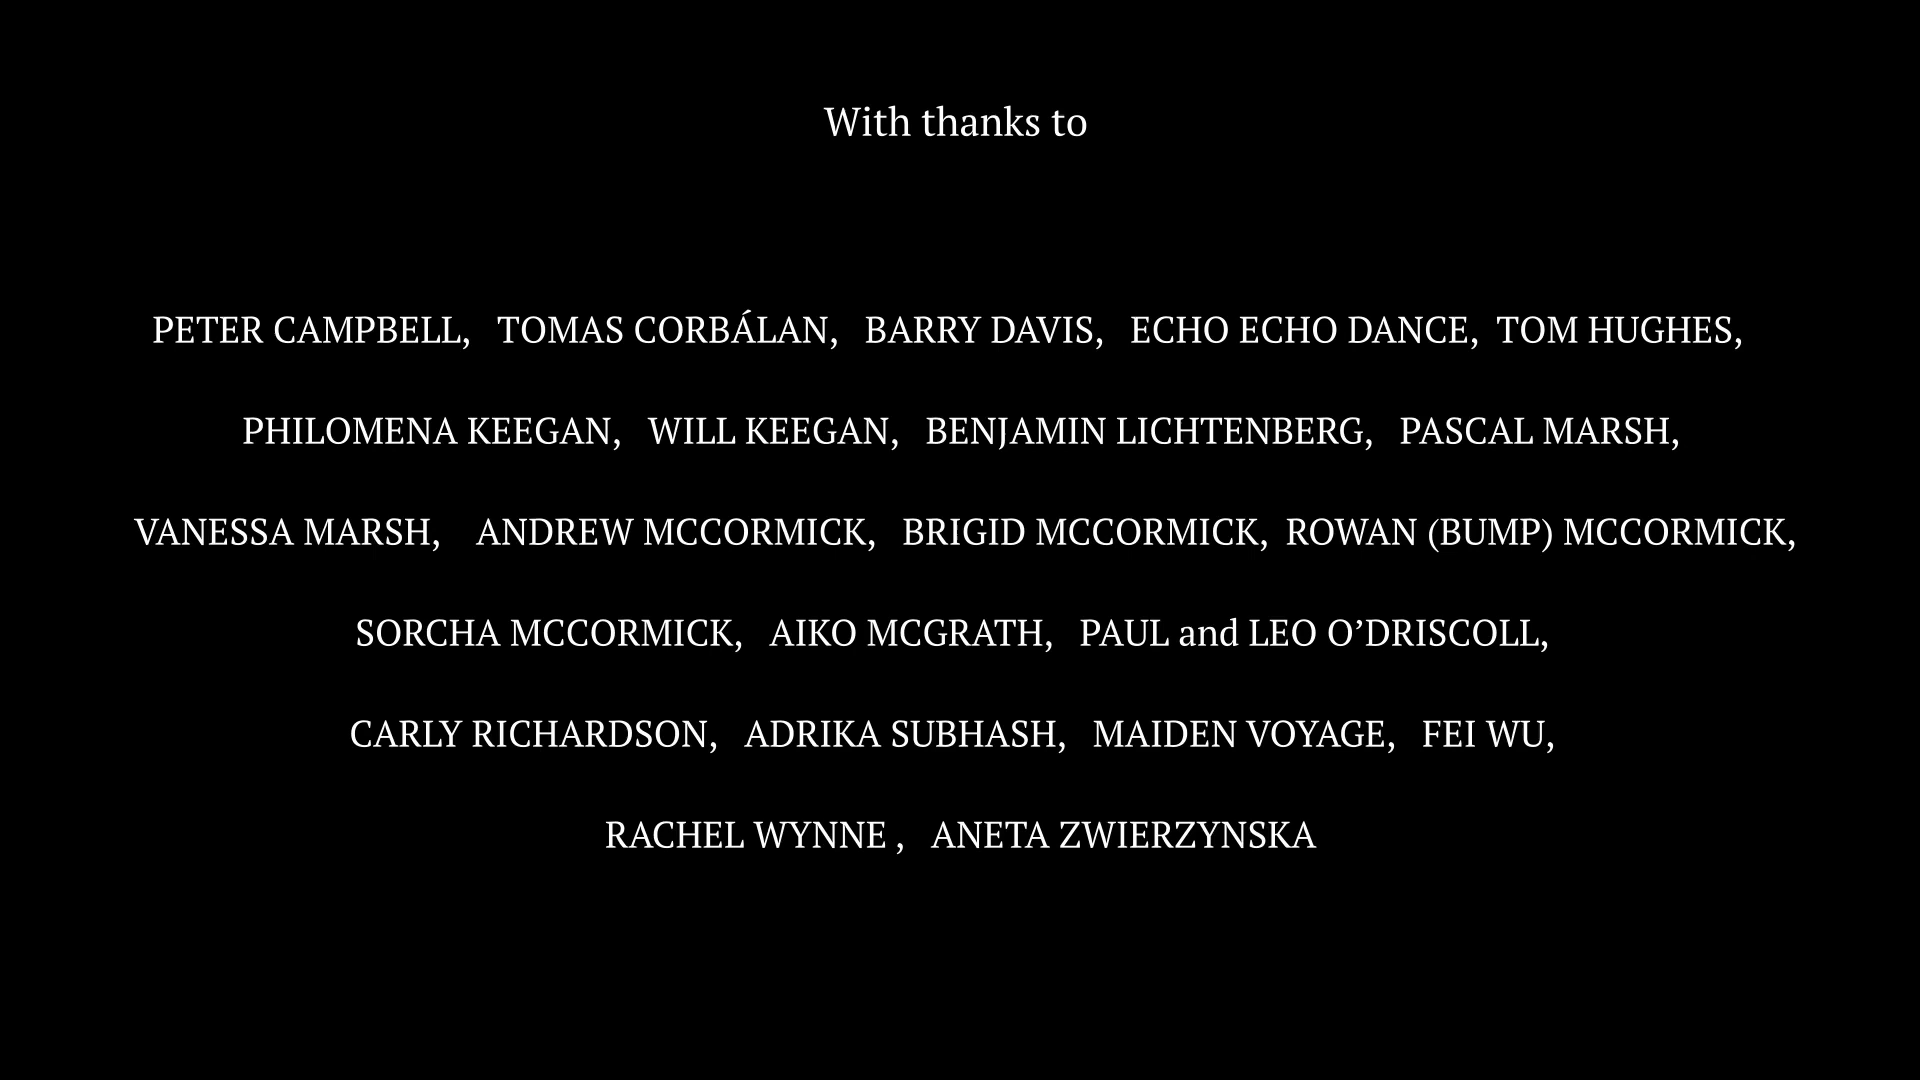 With thanks to
PETER CAMPBELL, TOMAS CORBÁLAN, BARRY DAVIS, ECHO ECHO DANCE, TOM HUGHES,
PHILOMENA KEEGAN, WILL KEEGAN, BENJAMIN LICHTENBERG, PASCAL MARSH,
VANESSA MARSH, ANDREW MCCORMICK, BRIGID MCCORMICK, ROWAN (BUMP) MCCORMICK,
SORCHA MCCORMICK, AIKO MCGRATH, PAUL and LEO O’DRISCOLL,
CARLY RICHARDSON, ADRIKA SUBHASH, MAIDEN VOYAGE, FEI WU,
RACHEL WYNNE , ANETA ZWIERZYNSKA